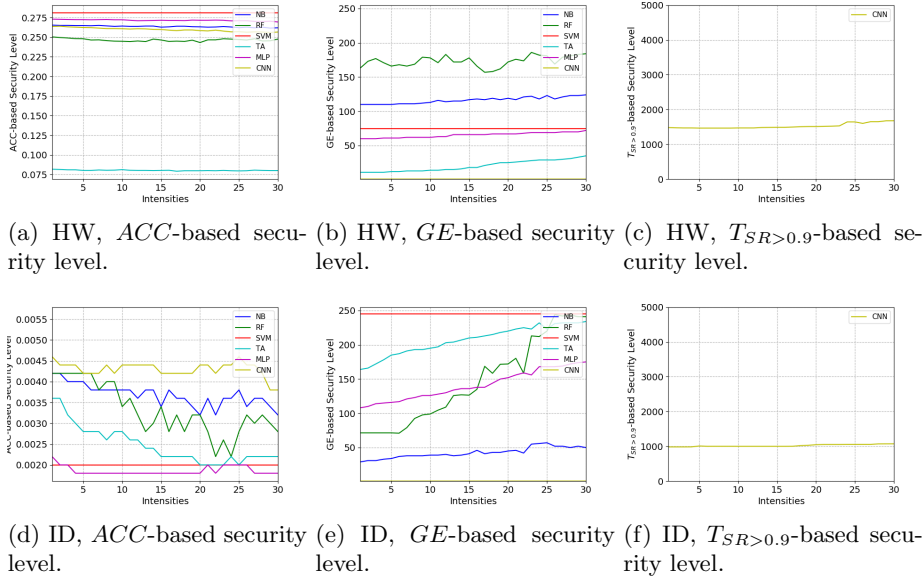 0.275
0.250
0.225
0.200
0.175
0.150
0.125
0.100
0.075
ACC-based Security Level
5 10 15 20 25 30
Intensities
NB
RF
SVM
TA
MLP
CNN
250
200
150
100
50
GE-based Security Level
5 10 15 20 25 30
Intensities
NB
RF
SVM
TA
MLP
CNN
5000
4000
3000
2000
1000
0
T_{SR>0.9}-based Security Level
5 10 15 20 25 30
Intensities
CNN
(a) HW, ACC-based secu-
rity level.
(b) HW, GE-based security
level.
(c) HW, T_{SR>0.9}-based se-
curity level.
0.0055
0.0050
0.0045
0.0040
0.0035
0.0030
0.0025
0.0020
ACC-based Security Level
5 10 15 20 25 30
Intensities
NB
RF
SVM
TA
MLP
CNN
250
200
150
100
50
GE-based Security Level
5 10 15 20 25 30
Intensities
NB
RF
SVM
TA
MLP
CNN
5000
4000
3000
2000
1000
0
T_{SR>0.9}-based Security Level
5 10 15 20 25 30
Intensities
CNN
(d) ID, ACC-based security
level.
(e) ID, GE-based security
level.
(f) ID, T_{SR>0.9}-based secu-
rity level.